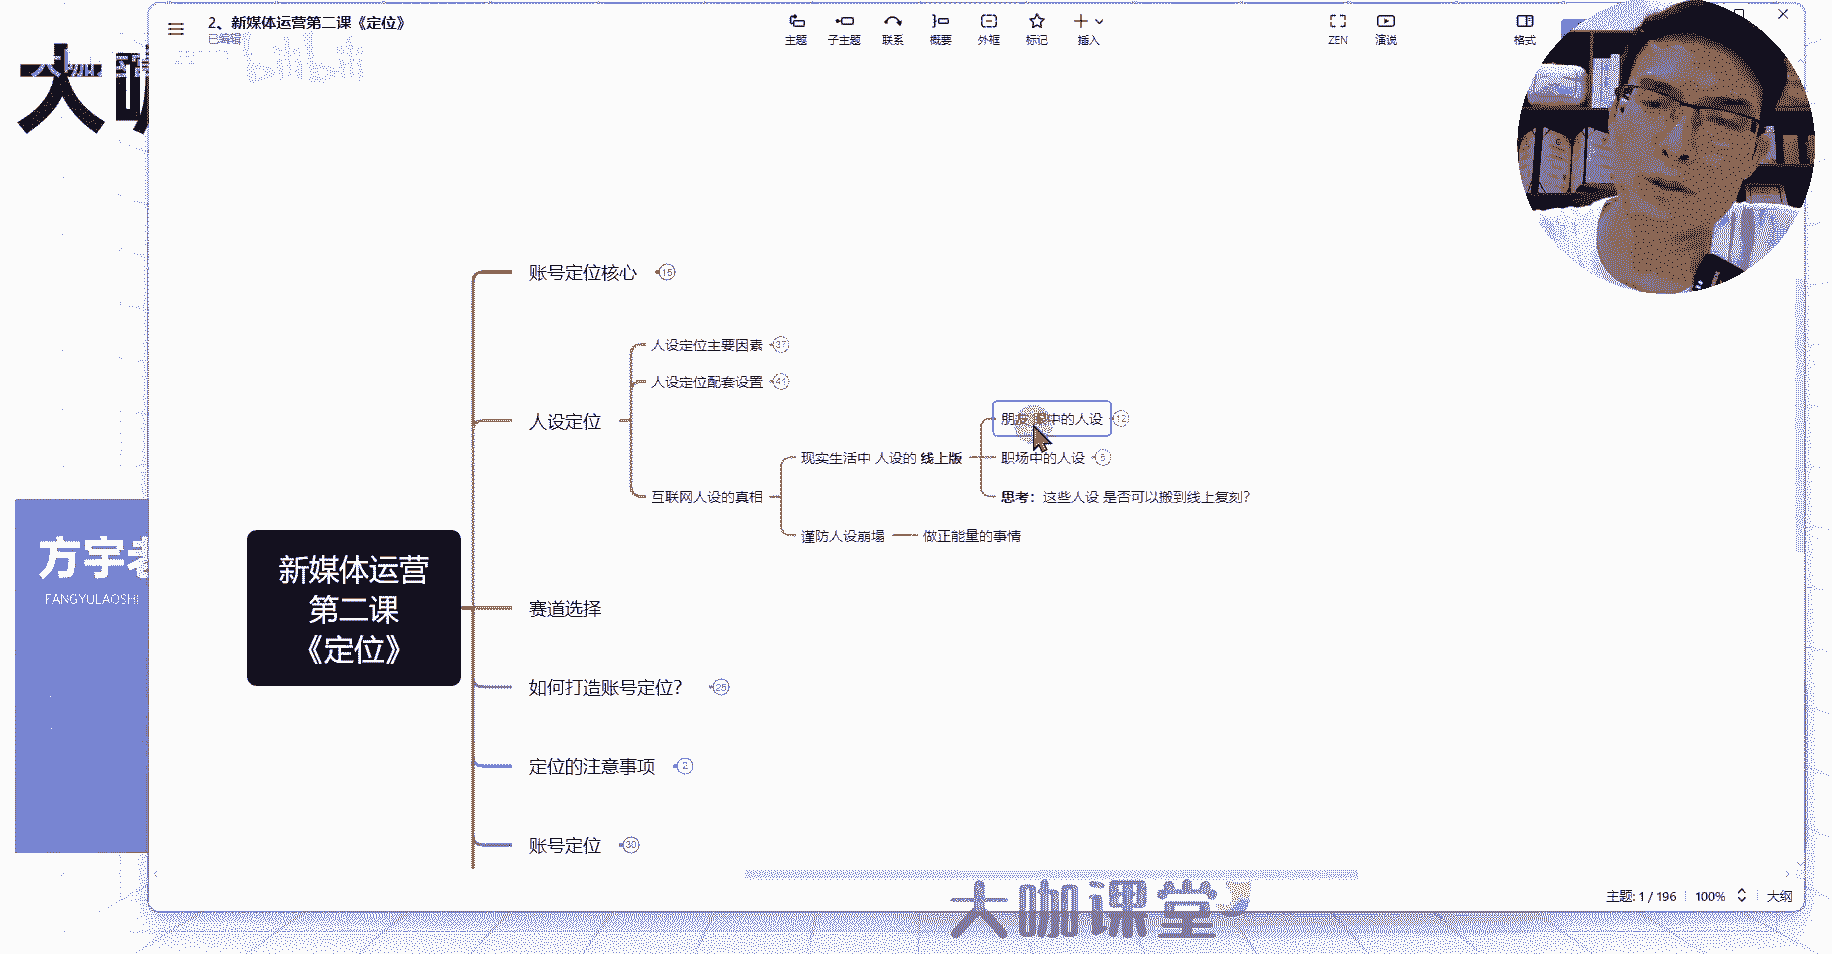 2、新媒体运营第二课《定位》
已编辑
主题
子主题
联系
概要
外框
标记
插入
ZEN
演说
格式
bilibili
大咖
账号定位核心 15
人设定位主要因素 37
人设定位配套设置 41
人设定位
朋友圈中的人设 12
现实生活中 人设的 线上版
职场中的人设 5
互联网人设的真相
思考：这些人设 是否可以搬到线上复刻？
谨防人设崩塌
做正能量的事情
新媒体运营
第二课
《定位》
赛道选择
如何打造账号定位？ 25
定位的注意事项 2
账号定位 30
方宇老
FANGYULAOSHI
主题: 1 / 196
100%
大纲
大咖课堂